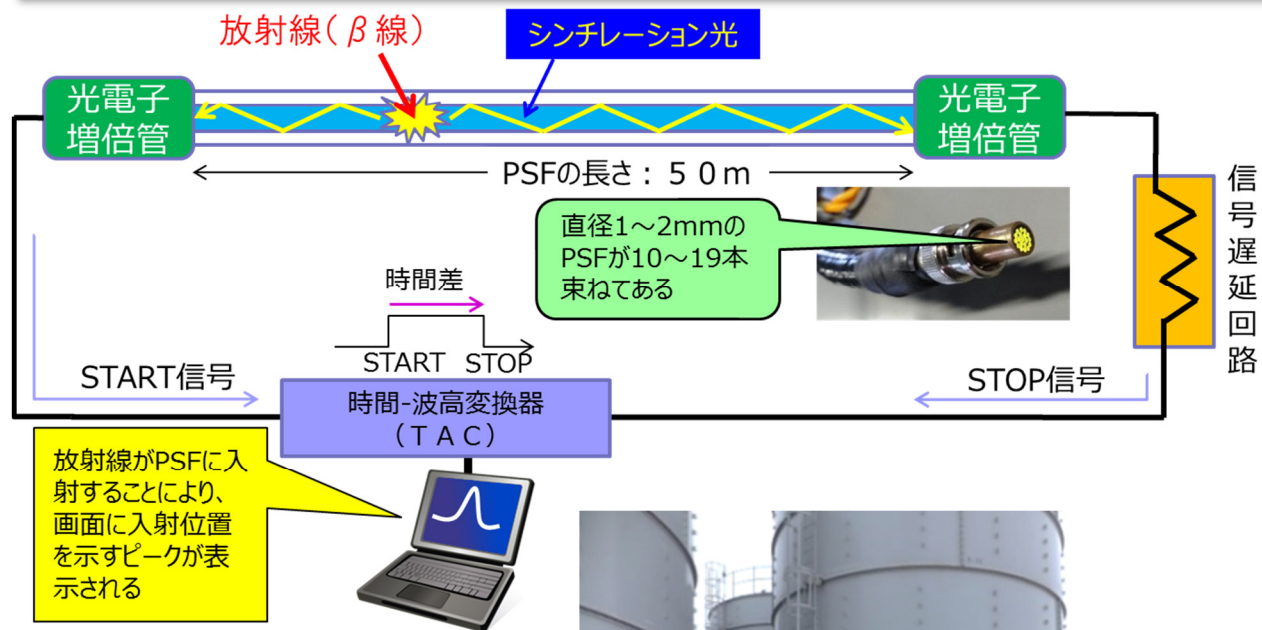 放射線(β線)
シンチレーション光
光電子
増倍管
光電子
増倍管
PSFの長さ：５０ｍ
信号遅延回路
直径1～2mmの
PSFが10～19本
束ねてある
時間差
START STOP
START信号
STOP信号
時間-波高変換器
（ＴＡＣ）
放射線がPSFに入
射することにより、
画面に入射位置
を示すピークが表
示される